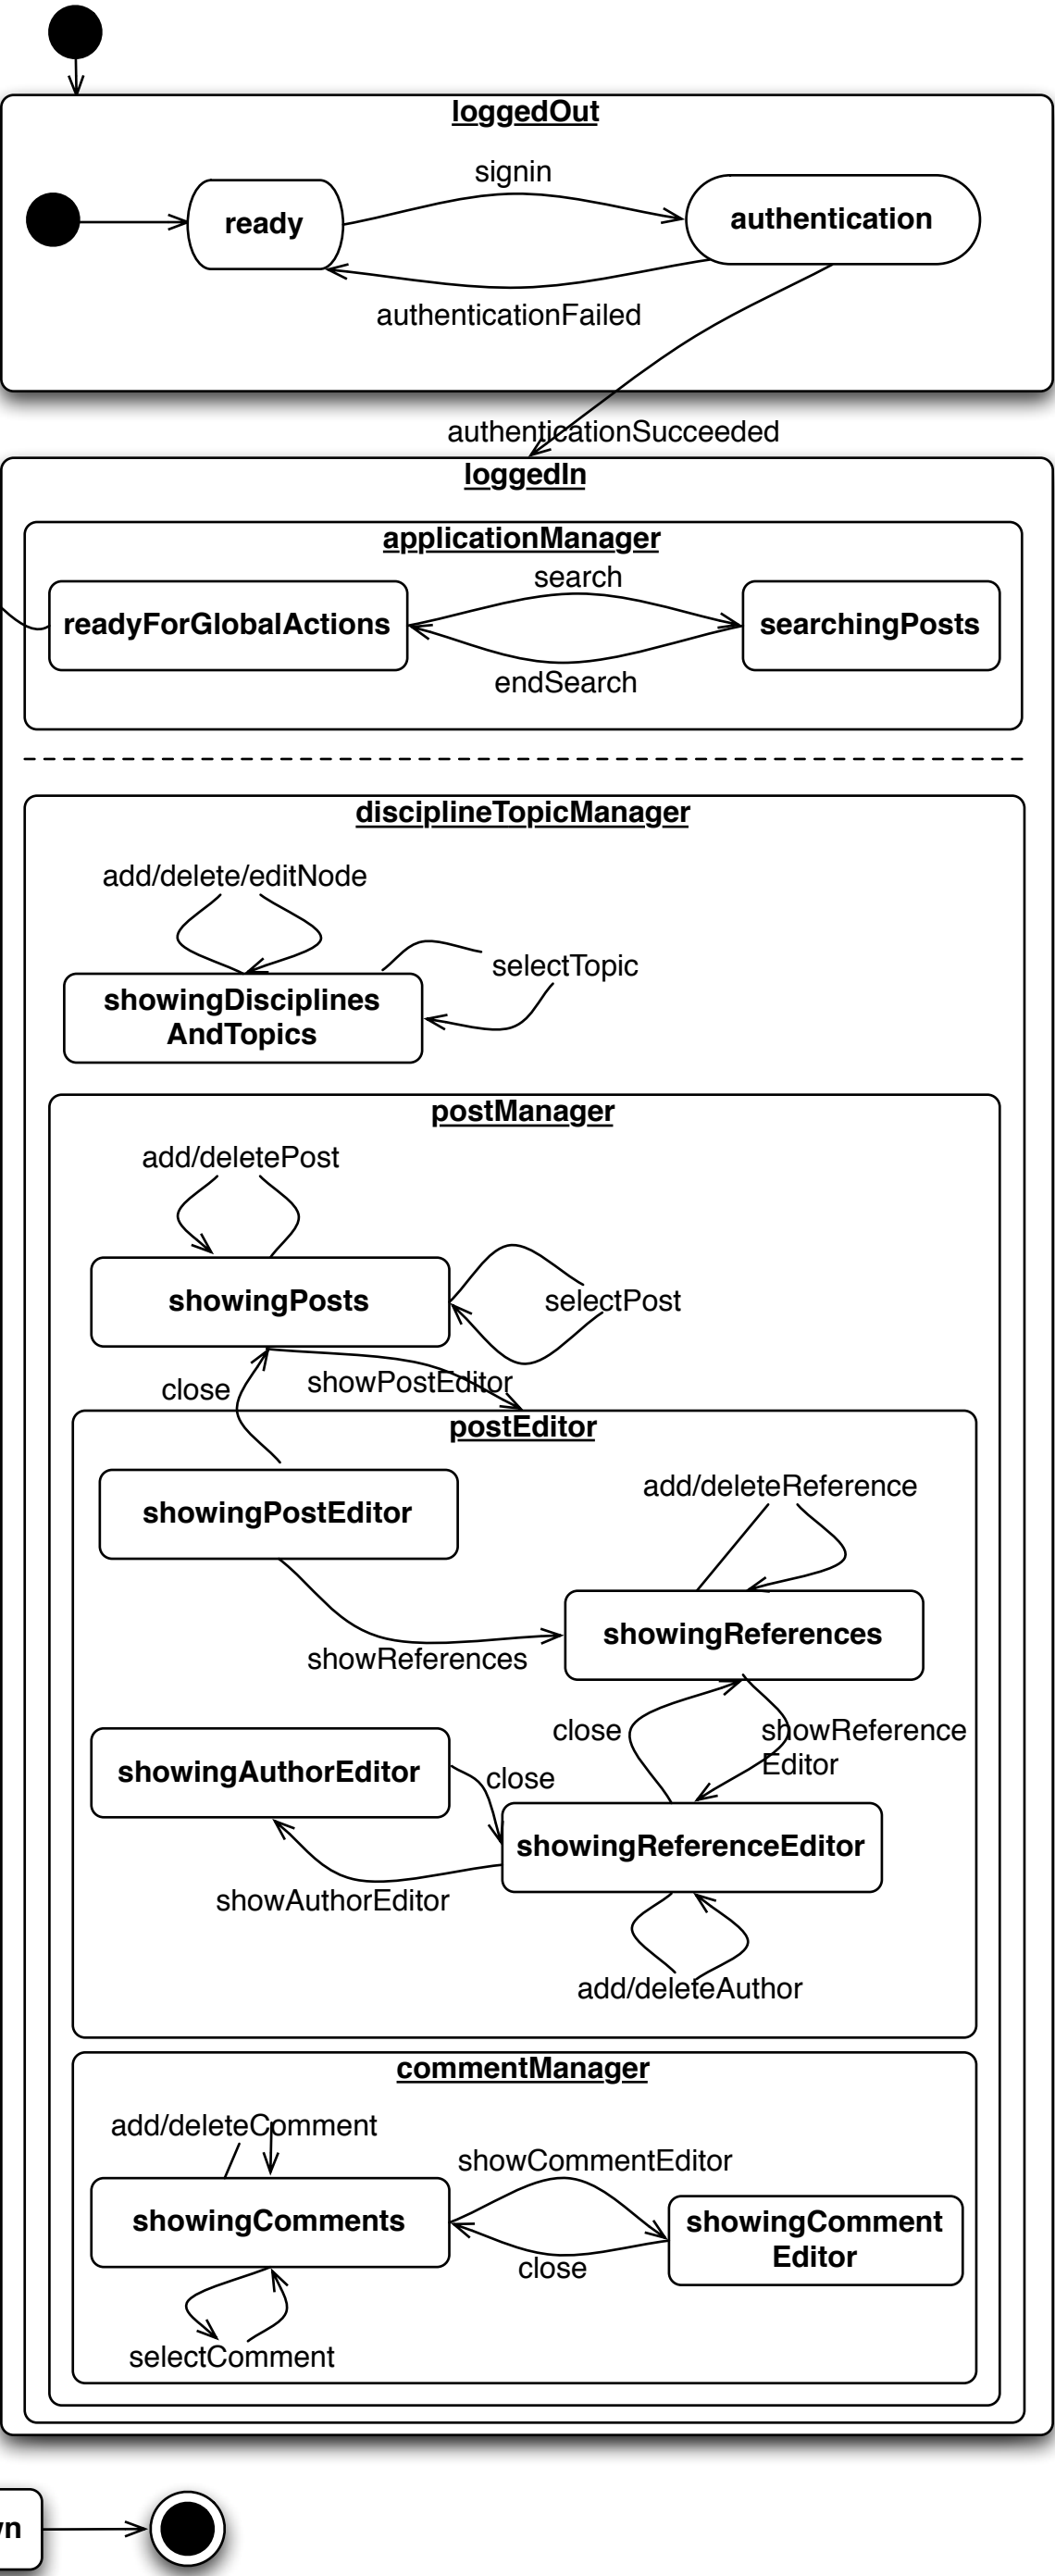 loggedOut
signin
ready
authentication
authenticationFailed
authenticationSucceeded
loggedIn
applicationManager
search
readyForGlobalActions
searchingPosts
endSearch
disciplineTopicManager
add/delete/editNode
selectTopic
showingDisciplines
AndTopics
postManager
add/deletePost
showingPosts
selectPost
close
showPostEditor
postEditor
add/deleteReference
showingPostEditor
showingReferences
showReferences
close
showReference
Editor
showingAuthorEditor
close
showingReferenceEditor
showAuthorEditor
add/deleteAuthor
commentManager
add/deleteComment
showCommentEditor
showingComments
showingComment
Editor
close
selectComment